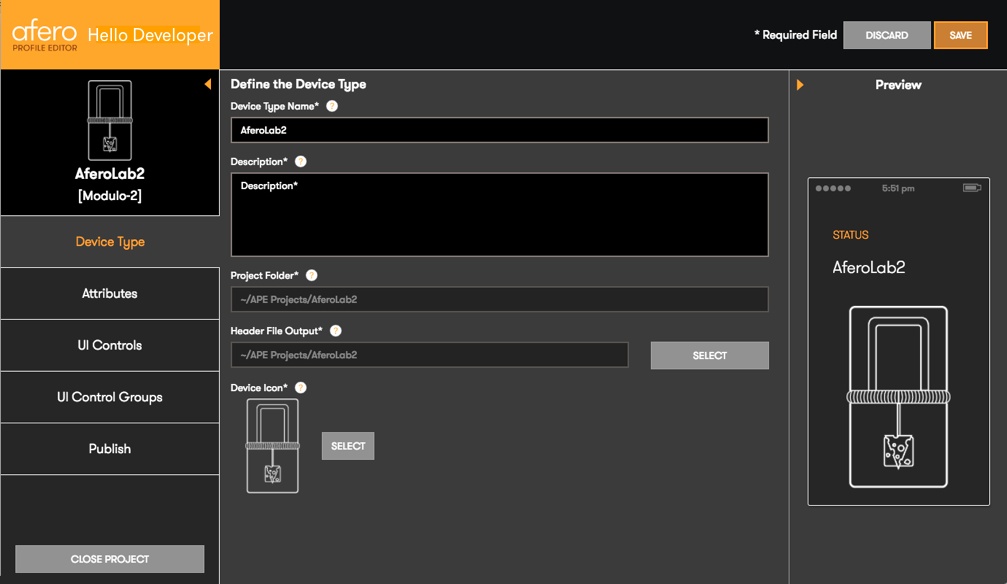 afero Hello Developer
PROFILE EDITOR
* Required Field
DISCARD
SAVE
AferoLab2
[Modulo-2]
Device Type
Attributes
UI Controls
UI Control Groups
Publish
CLOSE PROJECT
Define the Device Type
Device Type Name* ?
AferoLab2
Description* ?
Description*
Project Folder* ?
~/APE Projects/AferoLab2
Header File Output* ?
~/APE Projects/AferoLab2
SELECT
Device Icon* ?
SELECT
Preview
5:51 pm
STATUS
AferoLab2